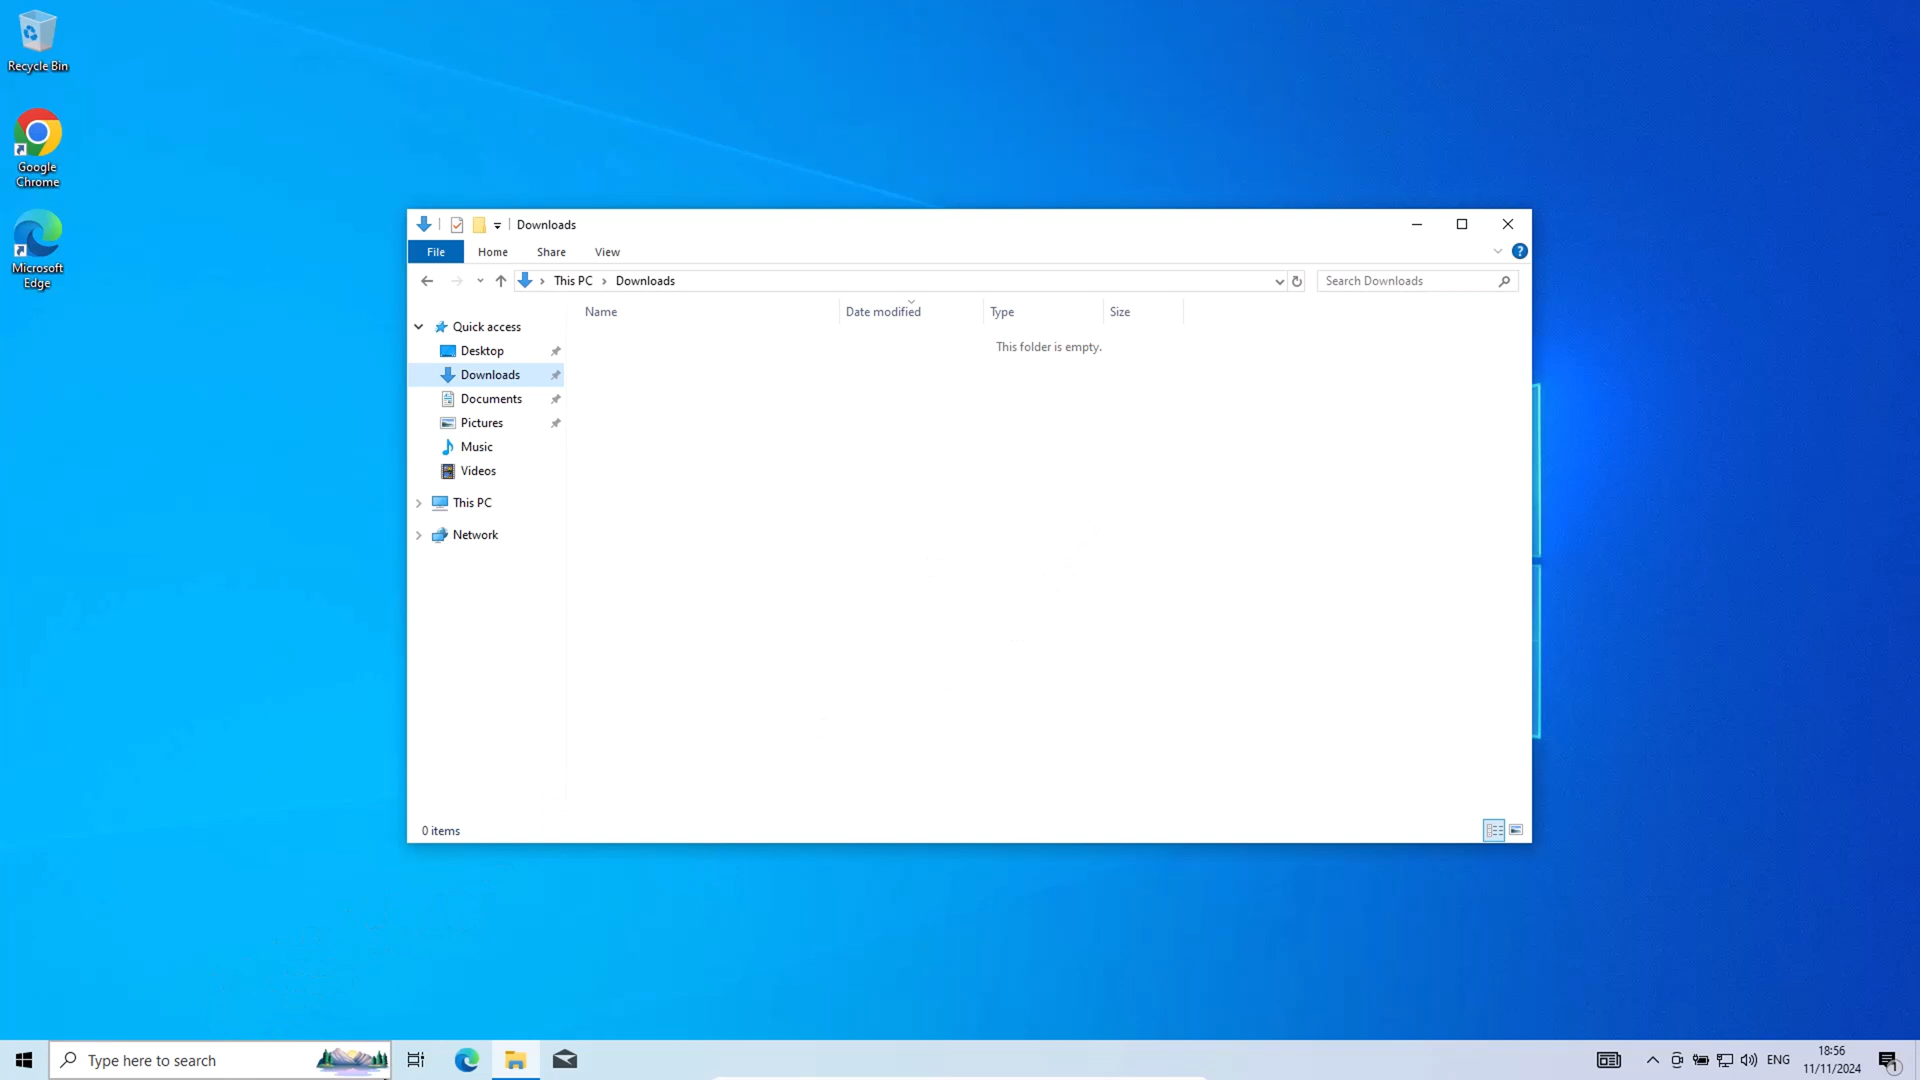 Recycle Bin
Google
Chrome
Microsoft
Edge
Downloads
File
Home
Share
View
?
This PC
Downloads
Search Downloads
Name
Date modified
Type
Size
This folder is empty.
Quick access
Desktop
Downloads
Documents
Pictures
Music
Videos
This PC
Network
0 items
Type here to search
ENG
18:56
11/11/2024
1